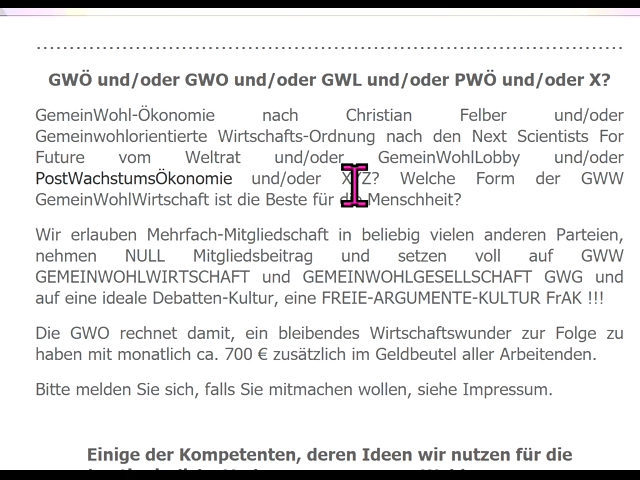 GWÖ und/oder GWO und/oder GWL und/oder PWÖ und/oder X?
GemeinWohl-Ökonomie nach Christian Felber und/oder
Gemeinwohlorientierte Wirtschafts-Ordnung nach den Next Scientists For
Future vom Weltrat und/oder GemeinWohlLobby und/oder
PostWachstumsÖkonomie und/oder XYZ? Welche Form der GWW
GemeinWohlWirtschaft ist die Beste für die Menschheit?
Wir erlauben Mehrfach-Mitgliedschaft in beliebig vielen anderen Parteien,
nehmen NULL Mitgliedsbeitrag und setzen voll auf GWW
GEMEINWOHLWIRTSCHAFT und GEMEINWOHLGESELLSCHAFT GWG und
auf eine ideale Debatten-Kultur, eine FREIE-ARGUMENTE-KULTUR FrAK !!!
Die GWO rechnet damit, ein bleibendes Wirtschaftswunder zur Folge zu
haben mit monatlich ca. 700 € zusätzlich im Geldbeutel aller Arbeitenden.
Bitte melden Sie sich, falls Sie mitmachen wollen, siehe Impressum.
Einige der Kompetenten, deren Ideen wir nutzen für die